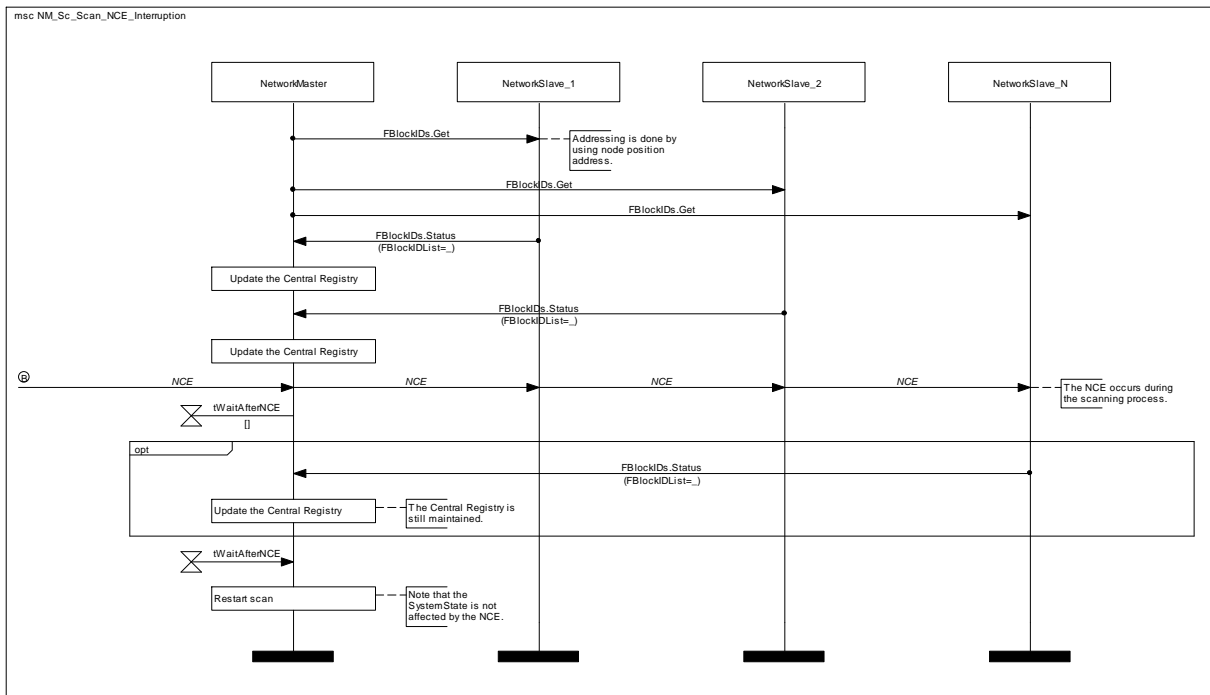 msc NM_Sc_Scan_NCE_Interruption
NetworkMaster
NetworkSlave_1
NetworkSlave_2
NetworkSlave_N
FBlockIDs.Get
Addressing is done by
using node position
address.
FBlockIDs.Get
FBlockIDs.Get
FBlockIDs.Status
(FBlockIDList=_)
Update the Central Registry
FBlockIDs.Status
(FBlockIDList=_)
Update the Central Registry
B
NCE
NCE
NCE
NCE
The NCE occurs during
the scanning process.
tWaitAfterNCE
[]
opt
FBlockIDs.Status
(FBlockIDList=_)
Update the Central Registry
The Central Registry is
still maintained.
tWaitAfterNCE
Restart scan
Note that the
SystemState is not
affected by the NCE.